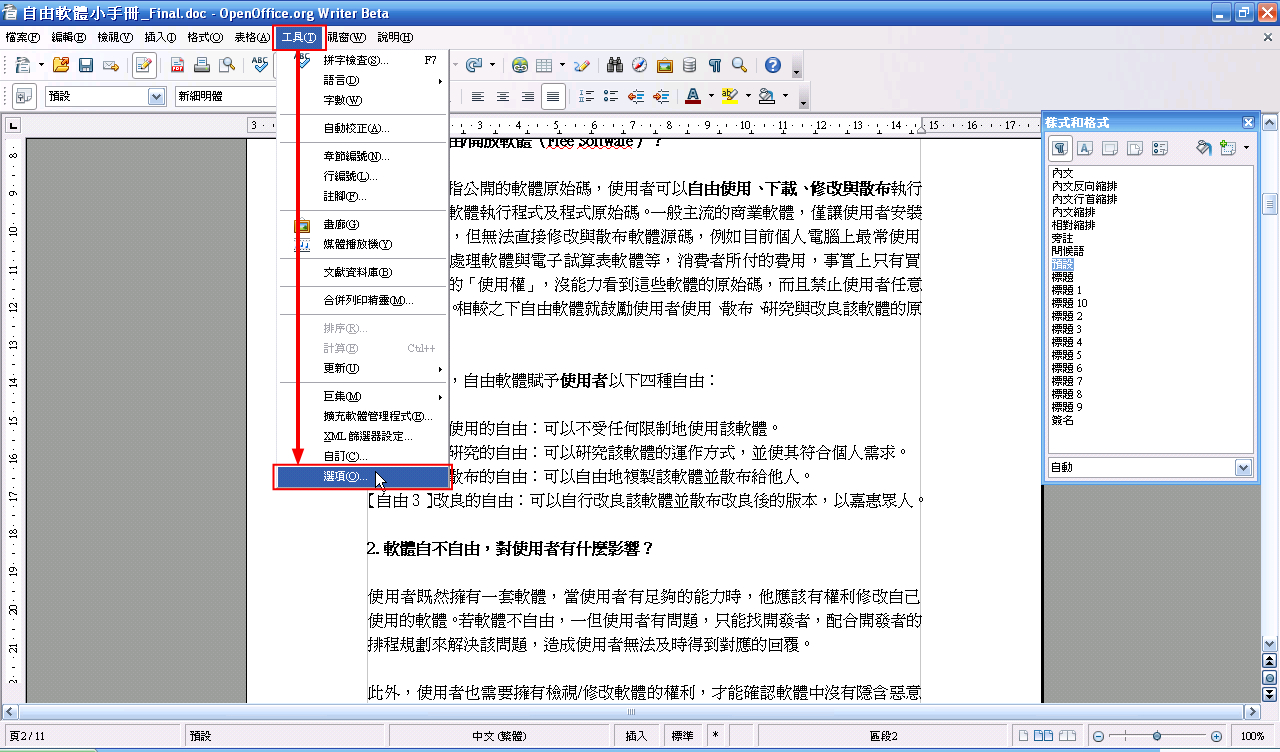 自由軟體小手冊_Final.doc - OpenOffice.org Writer Beta
檔案(F) 編輯(E) 檢視(V) 插入(I) 格式(O) 表格(A) 工具(T) 視窗(W) 說明(H)
預設 新細明體
拼字檢查(S)... F7
語言(D)
字數(W)
自動校正(A)...
章節編號(N)...
行編號(L)...
註腳(F)...
畫廊(G)
媒體播放機(Y)
文獻資料庫(B)
合併列印精靈(M)...
排序(R)...
計算(E) Ctrl++
更新(U)
巨集(M)
擴充軟體管理程式(E)...
XML 篩選器設定...
自訂(C)...
選項(O)...
3 3 4 5 6 7 8 9 10 11 12 13 14 15 16 17
8
9
10
11
12
13
14
15
16
17
18
19
20
21
2
由/開放軟體（Free Software）？
指公開的軟體原始碼，使用者可以自由使用、下載、修改與散布執行
軟體執行程式及程式原始碼。一般主流的商業軟體，僅讓使用者安裝
，但無法直接修改與散布軟體源碼，例如目前個人電腦上最常使用
處理軟體與電子試算表軟體等，消費者所付的費用，事實上只有買
的「使用權」，沒能力看到這些軟體的原始碼，而且禁止使用者任意
。相較之下自由軟體就鼓勵使用者使用、散布、研究與改良該軟體的原
，自由軟體賦予使用者以下四種自由：
使用的自由：可以不受任何限制地使用該軟體。
研究的自由：可以研究該軟體的運作方式，並使其符合個人需求。
散布的自由：可以自由地複製該軟體並散布給他人。
[自由 3 ]改良的自由：可以自行改良該軟體並散布改良後的版本，以嘉惠眾人。
2. 軟體自不自由，對使用者有什麼影響？
使用者既然擁有一套軟體，當使用者有足夠的能力時，他應該有權利修改自己
使用的軟體。若軟體不自由，一但使用者有問題，只能找開發者，配合開發者的
排程規劃來解決該問題，造成使用者無法及時得到對應的回覆。
此外，使用者也需要擁有檢視/修改軟體的權利，才能確認軟體中沒有隱含惡意
樣式和格式
內文
內文反向縮排
內文行首縮排
內文縮排
相對縮排
旁註
問候語
預設
標題
標題 1
標題 10
標題 2
標題 3
標題 4
標題 5
標題 6
標題 7
標題 8
標題 9
簽名
自動
頁 2 / 11 預設 中文 (繁體) 插入 標準 * 區段2 100%